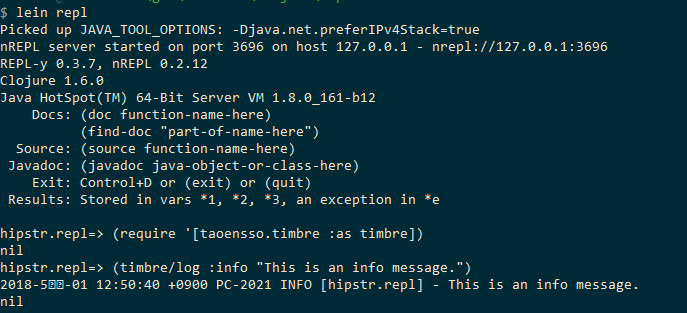 $ lein repl
Picked up JAVA_TOOL_OPTIONS: -Djava.net.preferIPv4Stack=true
nREPL server started on port 3696 on host 127.0.0.1 - nrepl://127.0.0.1:3696
REPL-y 0.3.7, nREPL 0.2.12
Clojure 1.6.0
Java HotSpot(TM) 64-Bit Server VM 1.8.0_161-b12
    Docs: (doc function-name-here)
          (find-doc "part-of-name-here")
  Source: (source function-name-here)
 Javadoc: (javadoc java-object-or-class-here)
    Exit: Control+D or (exit) or (quit)
 Results: Stored in vars *1, *2, *3, an exception in *e
hipstr.repl=> (require '[taoensso.timbre :as timbre])
nil
hipstr.repl=> (timbre/log :info "This is an info message.")
2018-5-01 12:50:40 +0900 PC-2021 INFO [hipstr.repl] - This is an info message.
nil